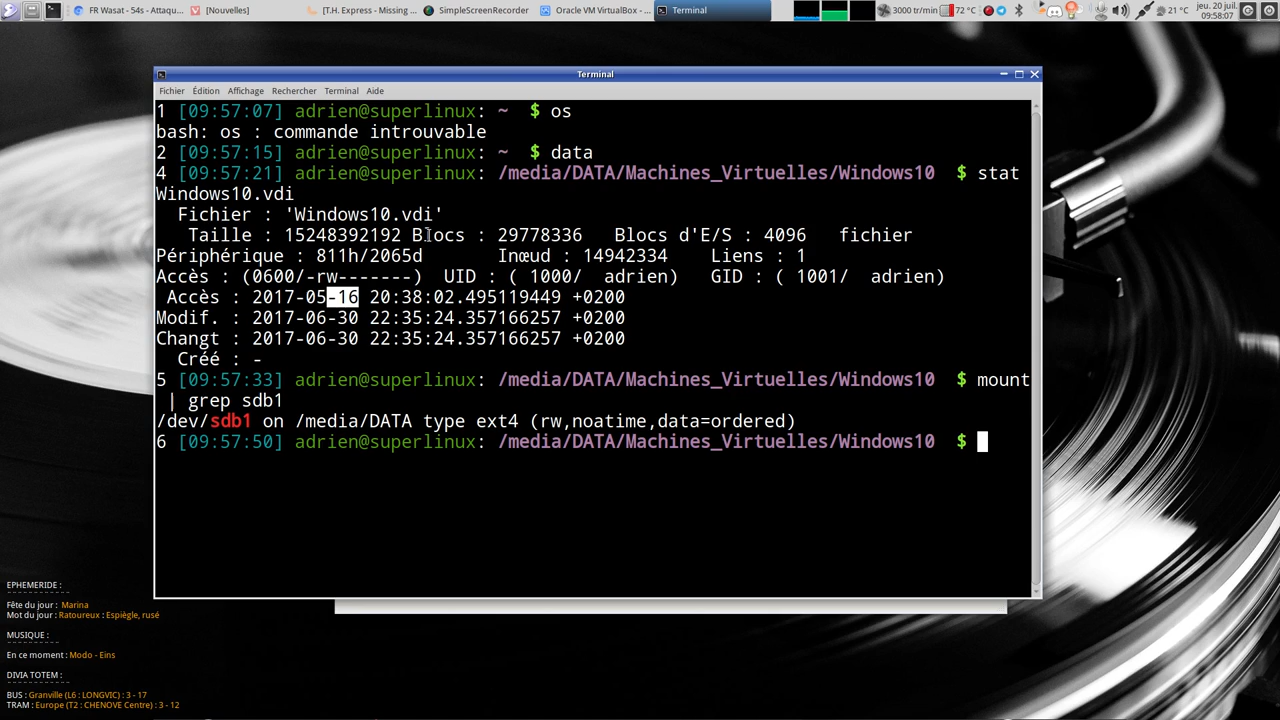 FR Wasat - 54s - Attaqu...
[Nouvelles]
[T.H. Express - Missing ...
SimpleScreenRecorder
Oracle VM VirtualBox - ...
Terminal
3000 tr/min
72 °C
21 °C
jeu. 20 juil.
09:58:07
Terminal
Fichier Édition Affichage Rechercher Terminal Aide
1 [09:57:07] adrien@superlinux: ~ $ os
bash: os : commande introuvable
2 [09:57:15] adrien@superlinux: ~ $ data
4 [09:57:21] adrien@superlinux: /media/DATA/Machines_Virtuelles/Windows10 $ stat
Windows10.vdi
Fichier : 'Windows10.vdi'
Taille : 15248392192 Blocs : 29778336 Blocs d'E/S : 4096 fichier
Périphérique : 811h/2065d Inœud : 14942334 Liens : 1
Accès : (0600/-rw-------) UID : ( 1000/ adrien) GID : ( 1001/ adrien)
Accès : 2017-05-16 20:38:02.495119449 +0200
Modif. : 2017-06-30 22:35:24.357166257 +0200
Changt : 2017-06-30 22:35:24.357166257 +0200
Créé : -
5 [09:57:33] adrien@superlinux: /media/DATA/Machines_Virtuelles/Windows10 $ mount
| grep sdb1
/dev/sdb1 on /media/DATA type ext4 (rw,noatime,data=ordered)
6 [09:57:50] adrien@superlinux: /media/DATA/Machines_Virtuelles/Windows10 $
EPHEMERIDE :
Fête du jour : Marina
Mot du jour : Ratoureux : Espiègle, rusé
MUSIQUE :
En ce moment : Modo - Eins
DIVIA TOTEM :
BUS : Granville (L6 : LONGVIC) : 3 - 17
TRAM : Europe (T2 : CHENOVE Centre) : 3 - 12